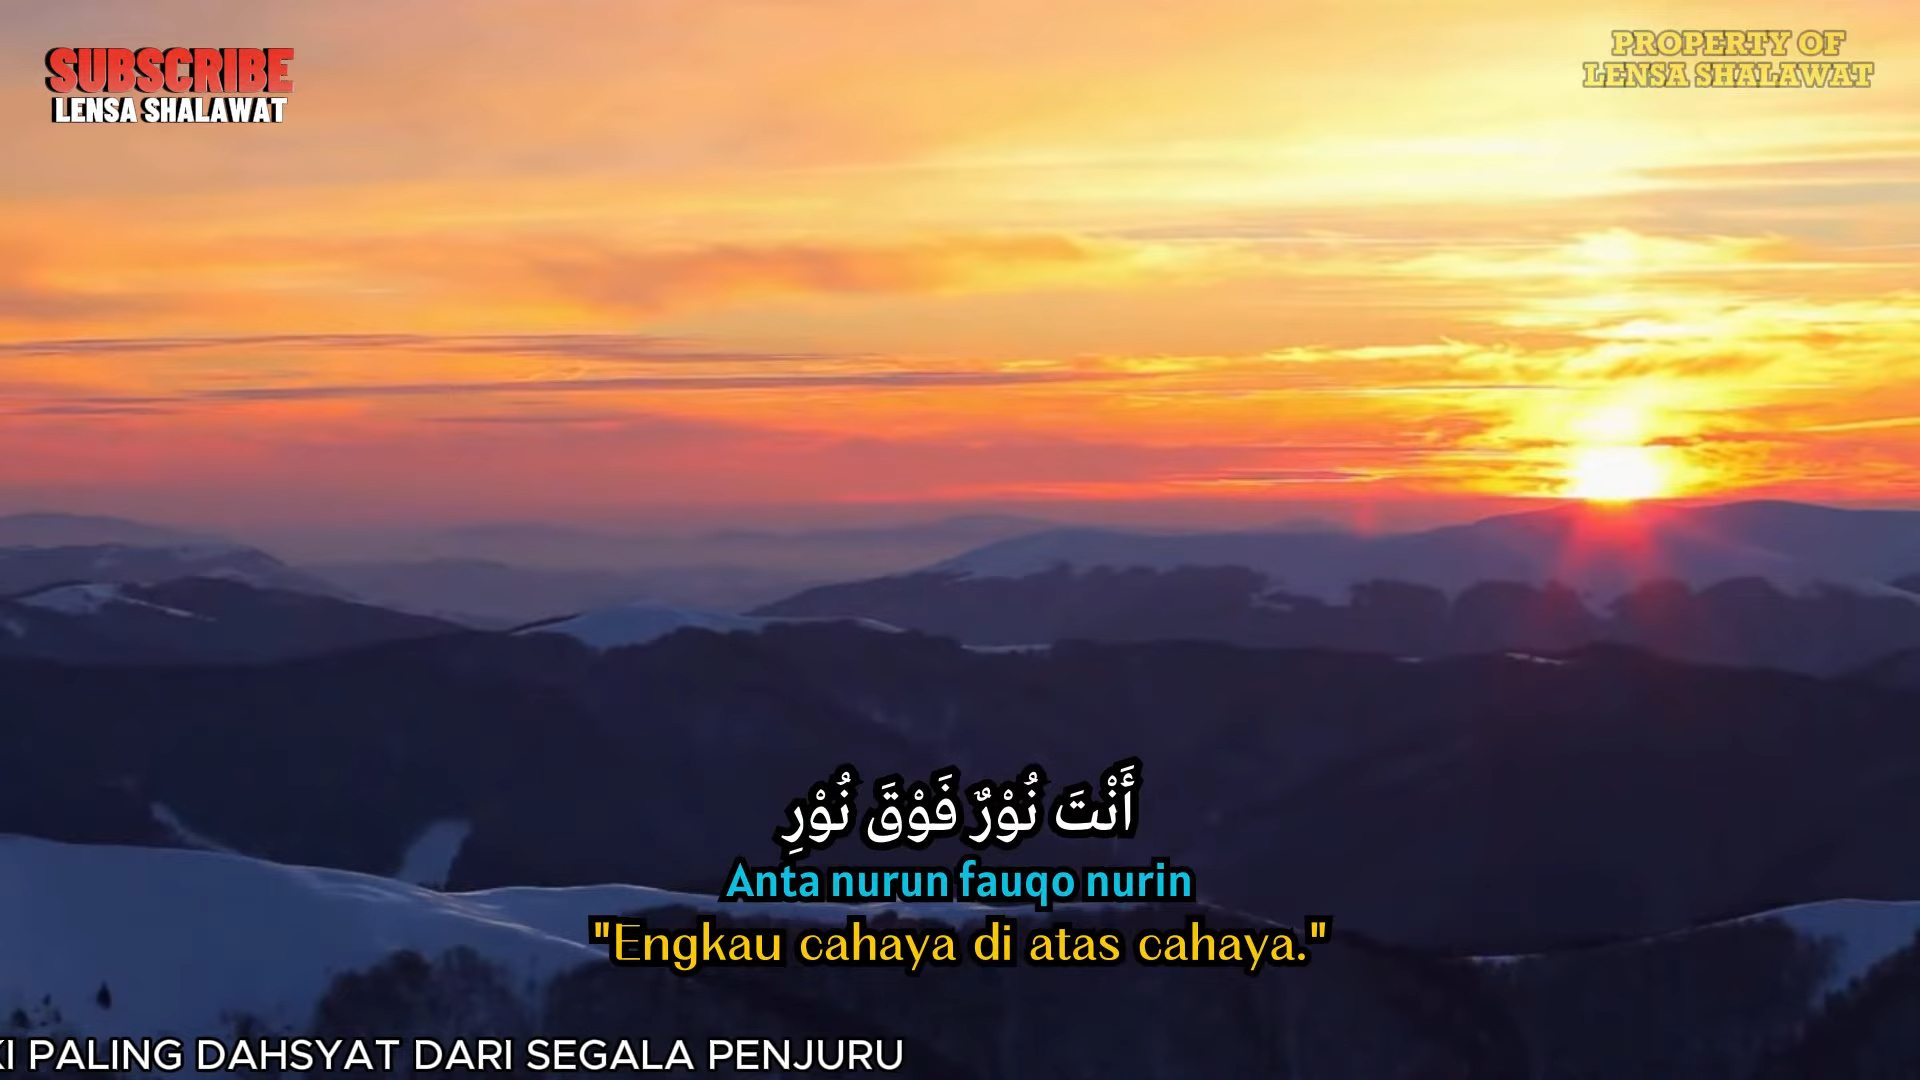 SUBSCRIBE
LENSA SHALAWAT
PROPERTY OF
LENSA SHALAWAT
أَنْتَ نُوْرٌ فَوْقَ نُوْرِ
Anta nurun fauqo nurin
"Engkau cahaya di atas cahaya."
KI PALING DAHSYAT DARI SEGALA PENJURU